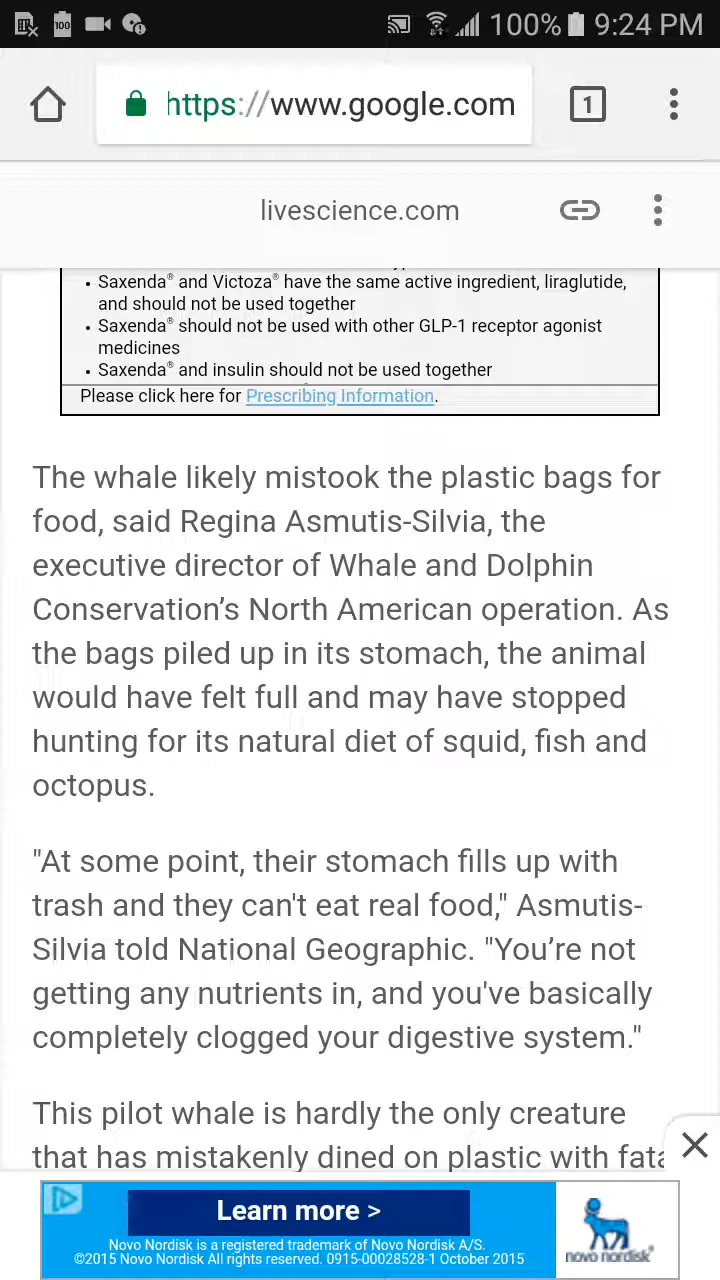 100 100% 9:24 PM
https://www.google.com 1
livescience.com
• Saxenda® and Victoza® have the same active ingredient, liraglutide,
and should not be used together
• Saxenda® should not be used with other GLP-1 receptor agonist
medicines
• Saxenda® and insulin should not be used together
Please click here for Prescribing Information.
The whale likely mistook the plastic bags for
food, said Regina Asmutis-Silvia, the
executive director of Whale and Dolphin
Conservation’s North American operation. As
the bags piled up in its stomach, the animal
would have felt full and may have stopped
hunting for its natural diet of squid, fish and
octopus.
"At some point, their stomach fills up with
trash and they can't eat real food," Asmutis-
Silvia told National Geographic. "You’re not
getting any nutrients in, and you've basically
completely clogged your digestive system."
This pilot whale is hardly the only creature
that has mistakenly dined on plastic with fata
Learn more >
Novo Nordisk is a registered trademark of Novo Nordisk A/S.
©2015 Novo Nordisk All rights reserved. 0915-00028528-1 October 2015
novo nordisk®